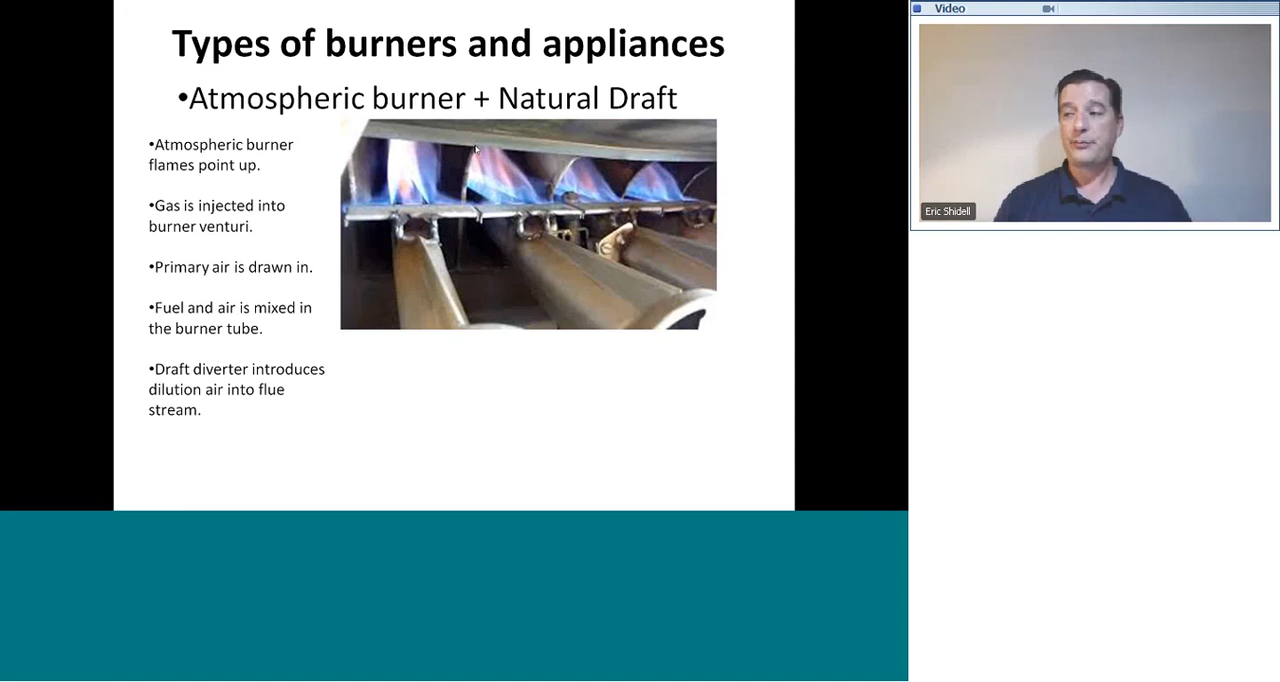 Types of burners and appliances
•Atmospheric burner + Natural Draft
•Atmospheric burner
flames point up.
•Gas is injected into
burner venturi.
•Primary air is drawn in.
•Fuel and air is mixed in
the burner tube.
•Draft diverter introduces
dilution air into flue
stream.
Video
Eric Shidell